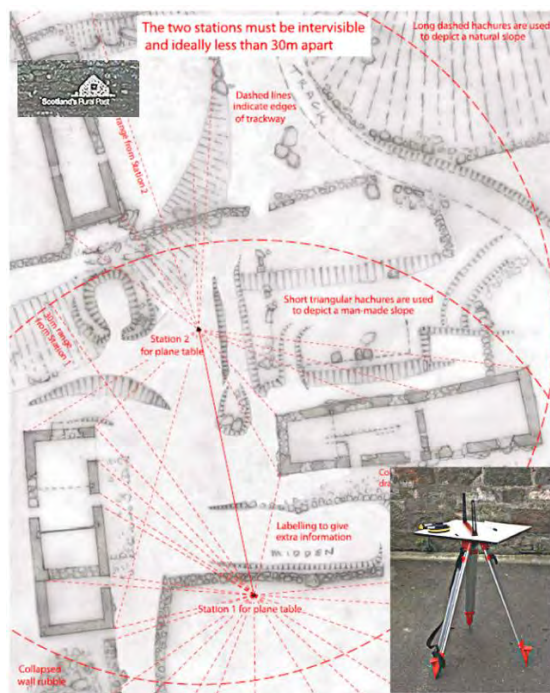 The two stations must be intervisible
and ideally less than 30m apart
Long dashed hachures are used
to depict a natural slope
Scotland's Rural Past
Dashed lines
indicate edges
of trackway
TRACK
range from Station 2
Short triangular hachures are used
to depict a man-made slope
30m range
from Station 1
Station 2
for plane table
Labelling to give
extra information
MIDDEN
Station 1 for plane table
Collapsed
wall rubble